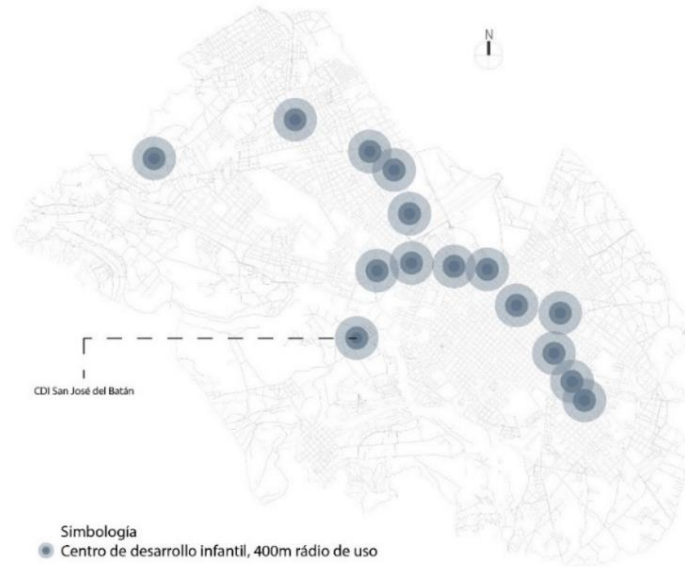 N
CDI San José del Batán
Simbología
Centro de desarrollo infantil, 400m rádio de uso